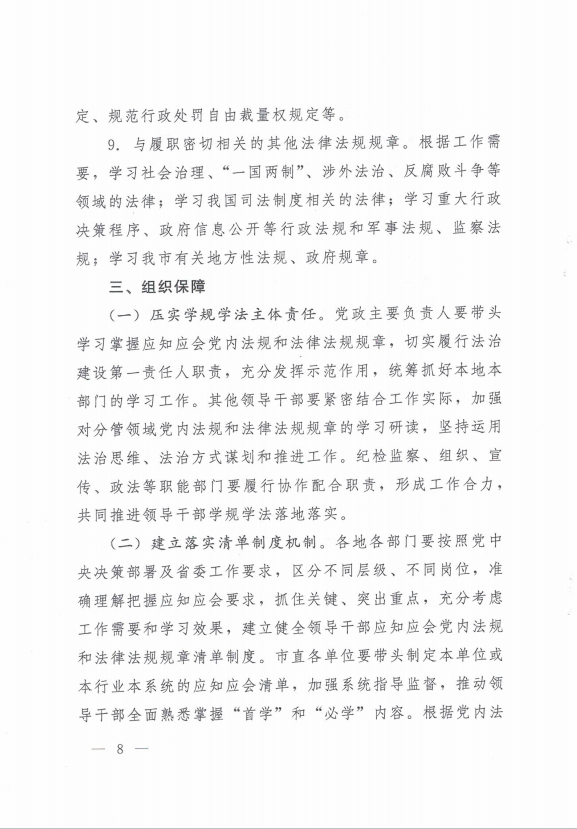 定、规范行政处罚自由裁量权规定等。
9. 与履职密切相关的其他法律法规规章。根据工作需
要，学习社会治理、“一国两制”、涉外法治、反腐败斗争等
领域的法律；学习我国司法制度相关的法律；学习重大行政
决策程序、政府信息公开等行政法规和军事法规、监察法
规；学习我市有关地方性法规、政府规章。
三、组织保障
（一）压实学规学法主体责任。党政主要负责人要带头
学习掌握应知应会党内法规和法律法规规章，切实履行法治
建设第一责任人职责，充分发挥示范作用，统筹抓好本地本
部门的学习工作。其他领导干部要紧密结合工作实际，加强
对分管领域党内法规和法律法规规章的学习研读，坚持运用
法治思维、法治方式谋划和推进工作。纪检监察、组织、宣
传、政法等职能部门要履行协作配合职责，形成工作合力，
共同推进领导干部学规学法落地落实。
（二）建立落实清单制度机制。各地各部门要按照党中
央决策部署及省委工作要求，区分不同层级、不同岗位，准
确理解把握应知应会要求，抓住关键、突出重点，充分考虑
工作需要和学习效果，建立健全领导干部应知应会党内法规
和法律法规规章清单制度。市直各单位要带头制定本单位或
本行业本系统的应知应会清单，加强系统指导监督，推动领
导干部全面熟悉掌握“首学”和“必学”内容。根据党内法
— 8 —